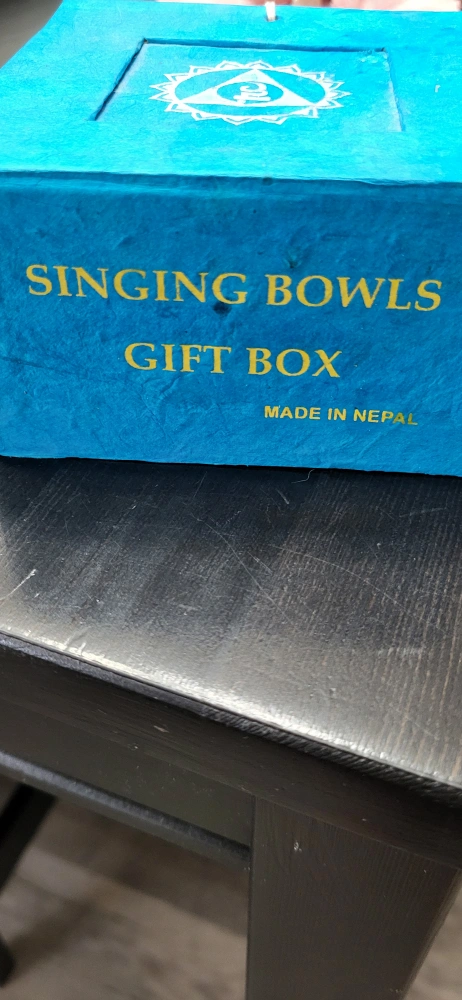 SINGING BOWLS
GIFT BOX
MADE IN NEPAL